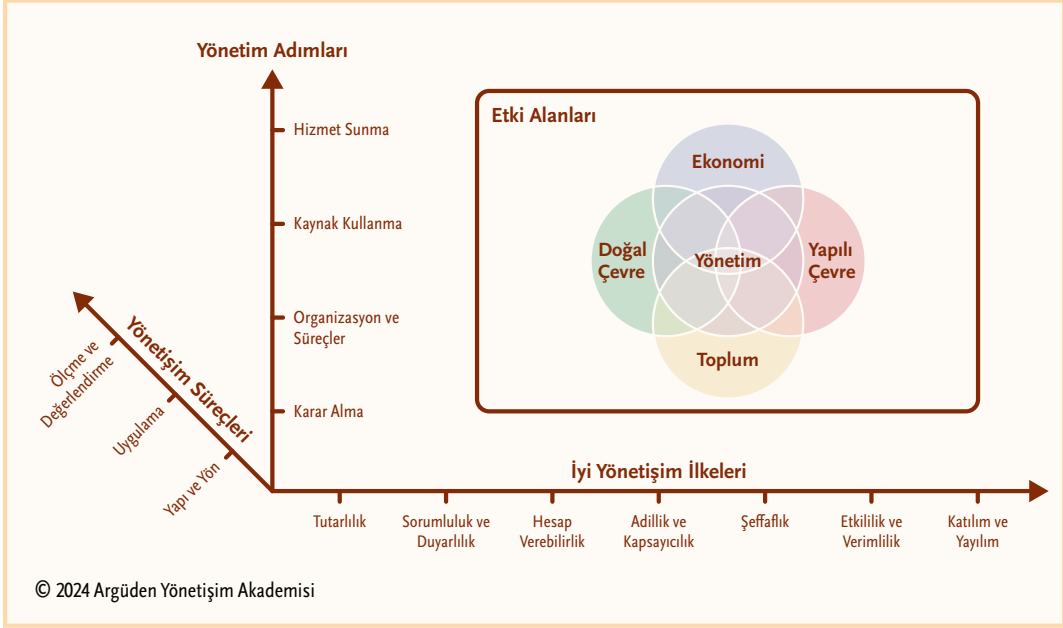 Yönetim Adımları
Hizmet Sunma
Kaynak Kullanma
Organizasyon ve
Süreçler
Karar Alma
Yönetişim Süreçleri
Ölçme ve
Değerlendirme
Uygulama
Yapı ve Yön
Etki Alanları
Ekonomi
Doğal
Çevre
Yönetim
Yapılı
Çevre
Toplum
İyi Yönetişim İlkeleri
Tutarlılık
Sorumluluk ve
Duyarlılık
Hesap
Verebilirlik
Adillik ve
Kapsayıcılık
Şeffaflık
Etkililik ve
Verimlilik
Katılım ve
Yayılım
© 2024 Argüden Yönetişim Akademisi